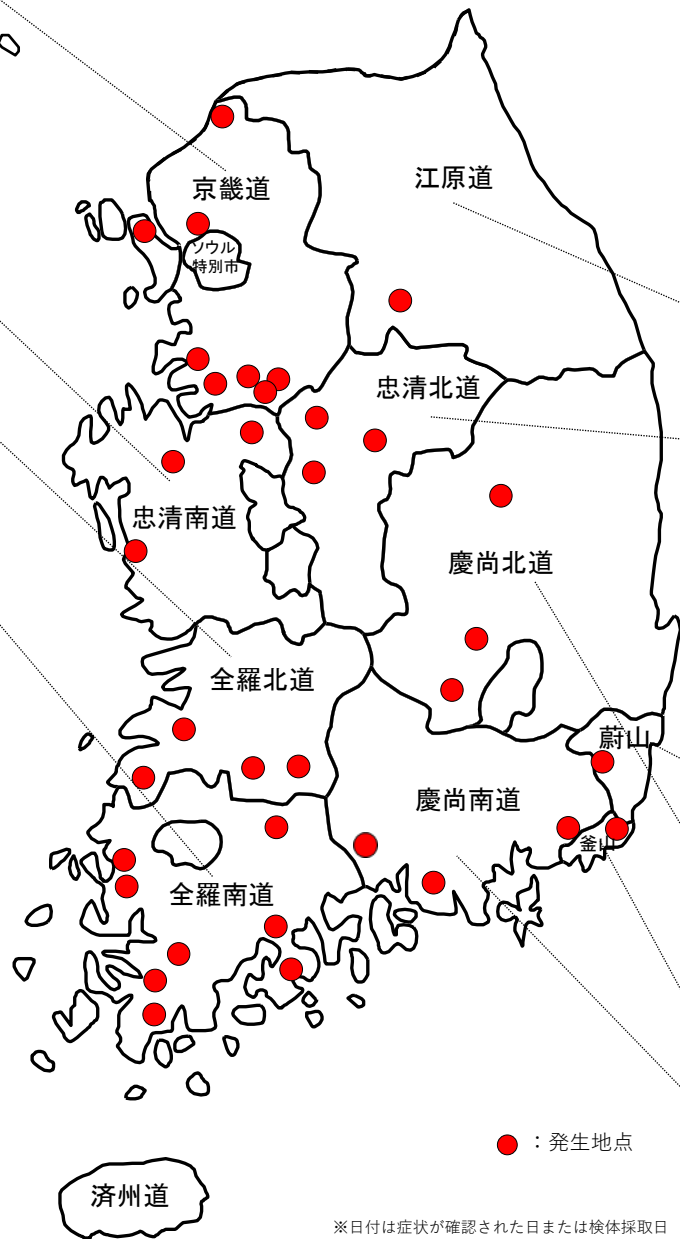 江原道
京畿道
ソウル
特別市
忠清北道
忠清南道
慶尚北道
全羅北道
蔚山
慶尚南道
釜山
全羅南道
：発生地点
済州道
※日付は症状が確認された日または検体採取日